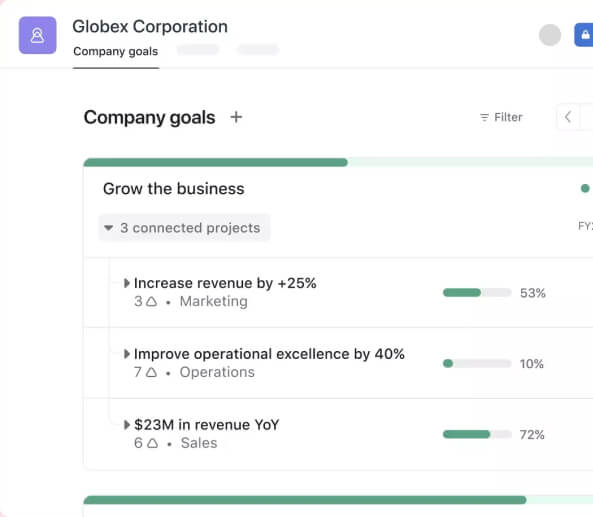 Globex Corporation
Company goals
Company goals +
Filter
Grow the business
3 connected projects
FY
Increase revenue by +25%
3 • Marketing
53%
Improve operational excellence by 40%
7 • Operations
10%
$23M in revenue YoY
6 • Sales
72%